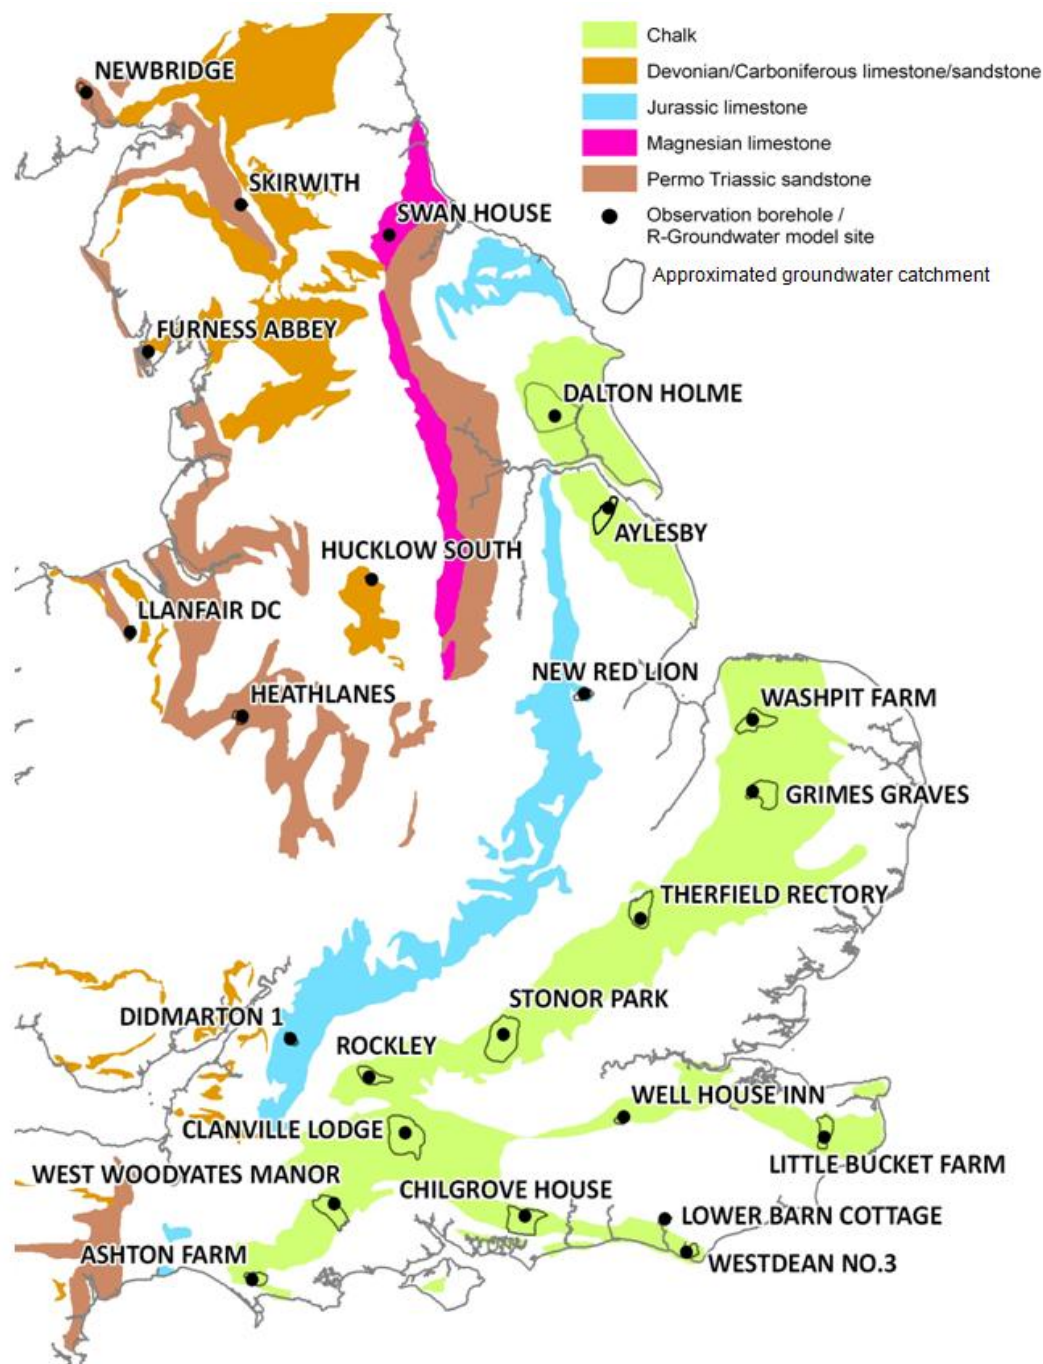 Chalk
Devonian/Carboniferous limestone/sandstone
Jurassic limestone
Magnesian limestone
Permo Triassic sandstone
Observation borehole /
R-Groundwater model site
Approximated groundwater catchment
NEWBRIDGE
SKIRWITH
SWAN HOUSE
FURNESS ABBEY
DALTON HOLME
AYLESBY
HUCKLOW SOUTH
LLANFAIR DC
NEW RED LION
HEATHLANES
WASHPIT FARM
GRIMES GRAVES
THERFIELD RECTORY
STONOR PARK
DIDMARTON 1
ROCKLEY
WELL HOUSE INN
CLANVILLE LODGE
LITTLE BUCKET FARM
WEST WOODYATES MANOR
CHILGROVE HOUSE
LOWER BARN COTTAGE
ASHTON FARM
WESTDEAN NO.3